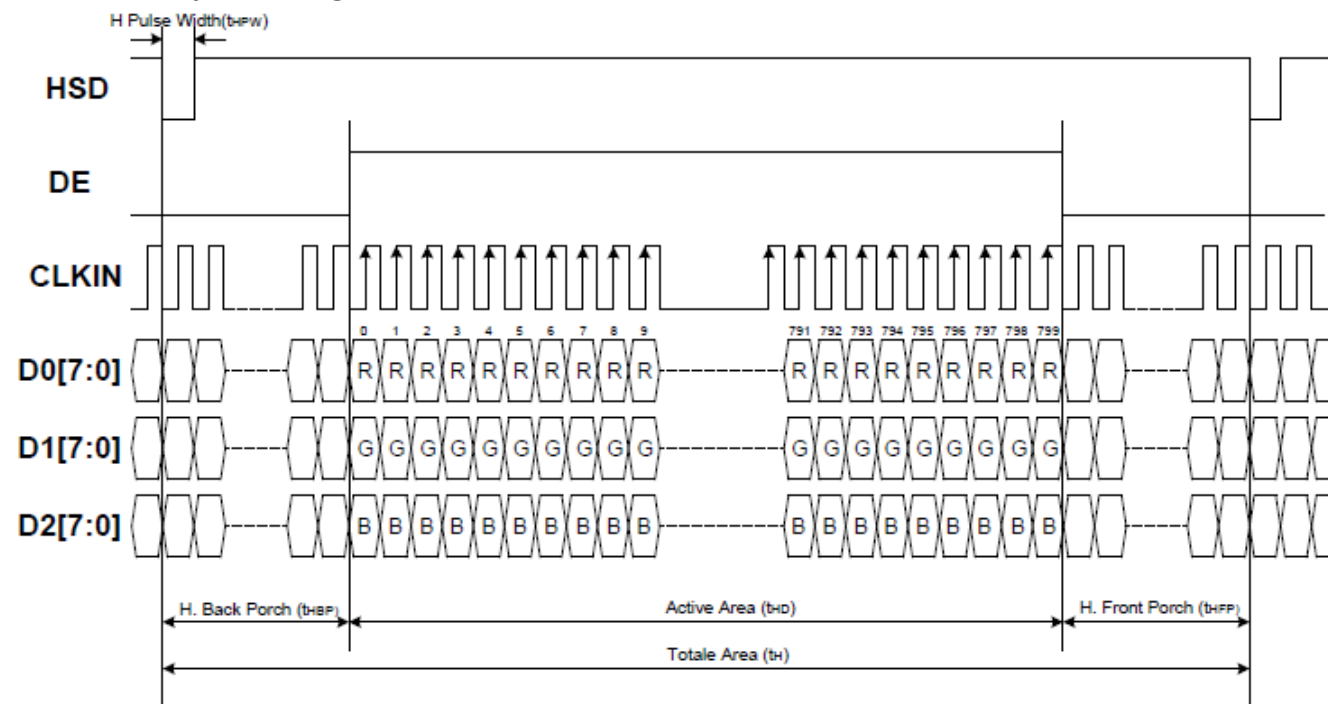 H Pulse Width(tHPW)
HSD
DE
CLKIN
0 1 2 3 4 5 6 7 8 9 791 792 793 794 795 796 797 798 799
D0[7:0] R R R R R R R R R R R R R R R R R R R
D1[7:0] G G G G G G G G G G G G G G G G G G G
D2[7:0] B B B B B B B B B B B B B B B B B B B
H. Back Porch (tHBP) Active Area (tHD) H. Front Porch (tHFP)
Totale Area (tH)